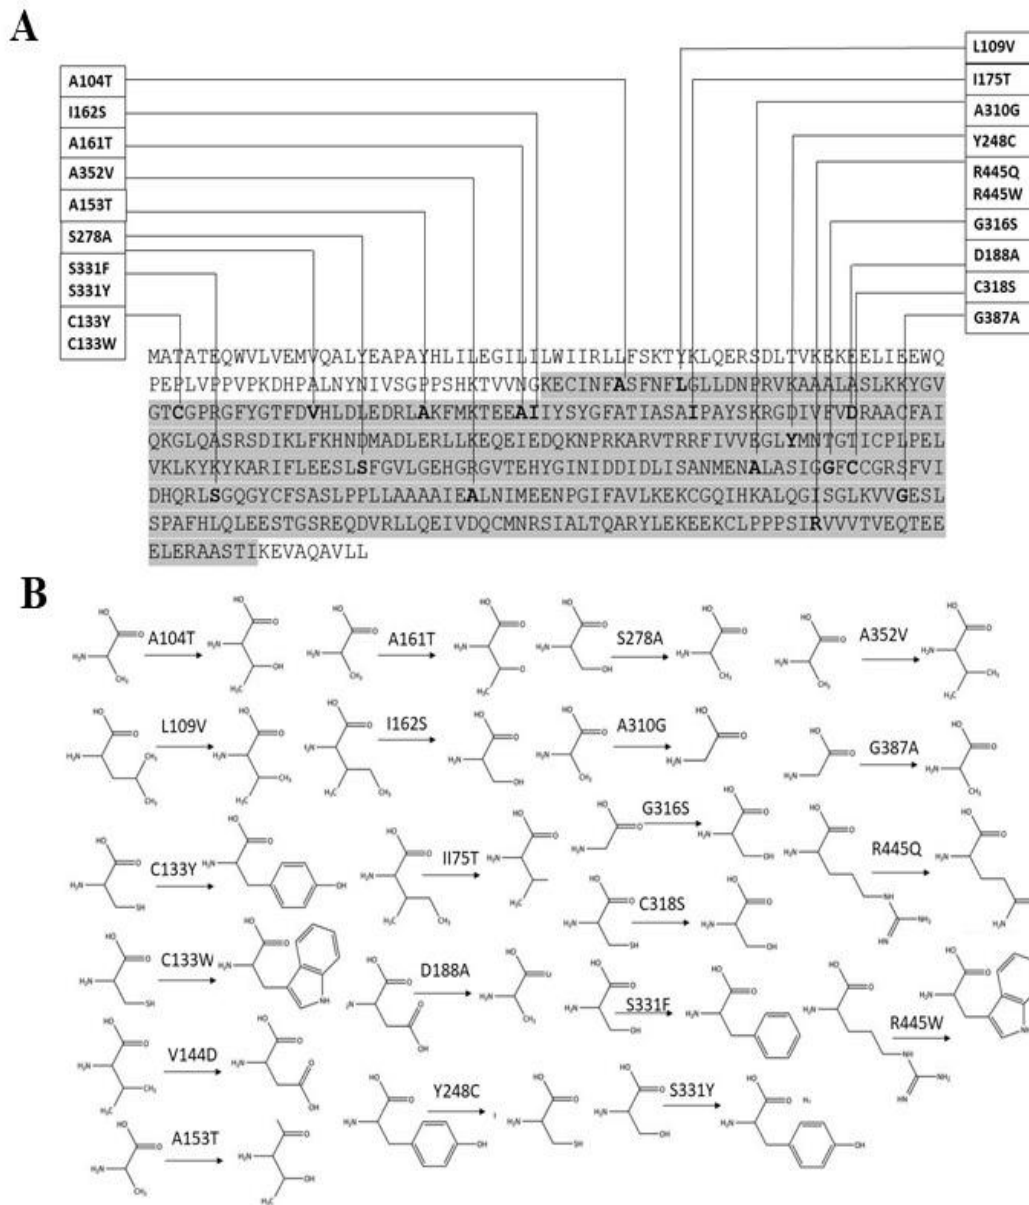 A
A104T
I162S
A161T
A352V
A153T
S278A
S331F
S331Y
C133Y
C133W
L109V
I175T
A310G
Y248C
R445Q
R445W
G316S
D188A
C318S
G387A
MATATEQWVLVEMVQALYEAPAYHLILEGILILWIIRLLFSKTYKLQERSDLTVKEKEELIEEWQ
PEPLVPPVPKDHPALNYNIVSGPPSHKTVVNGKECINFASFNFLGLLDNPRVKAAALASLKKYGV
GTCGPRGFYGTFDVHLDLEDRLAKFMKTEEAIIYSYGFATIASAIPAYSKRGDIVFVDRAACFAI
QKGLQASRSDIKLFKHNDMADLERLLKEQEIEDQKNPRKARVTRRFIVVEGLYMNTGTICPLPEL
VKLKYKYKARIFLEESLSFGVLGEHGRGVTEHYGINIDDIDLISANMENALASIGGFCCGRSFVI
DHQRLSGQGYCFSASLPPLLAAAAIEALNIMEENPGIFAVLKEKCGQIHKALQGISGLKVVGESL
SPAFHLQLEESTGSREQDVRLLQEIVDQCMNRSIALTQARYLEKEEKCLPPPSIRVVVTVEQTEE
ELERAASTIKEVAQAVLL
B
A104T
A161T
S278A
A352V
L109V
I162S
A310G
G387A
C133Y
II75T
G316S
R445Q
C318S
C133W
D188A
S331F
R445W
V144D
Y248C
S331Y
A153T